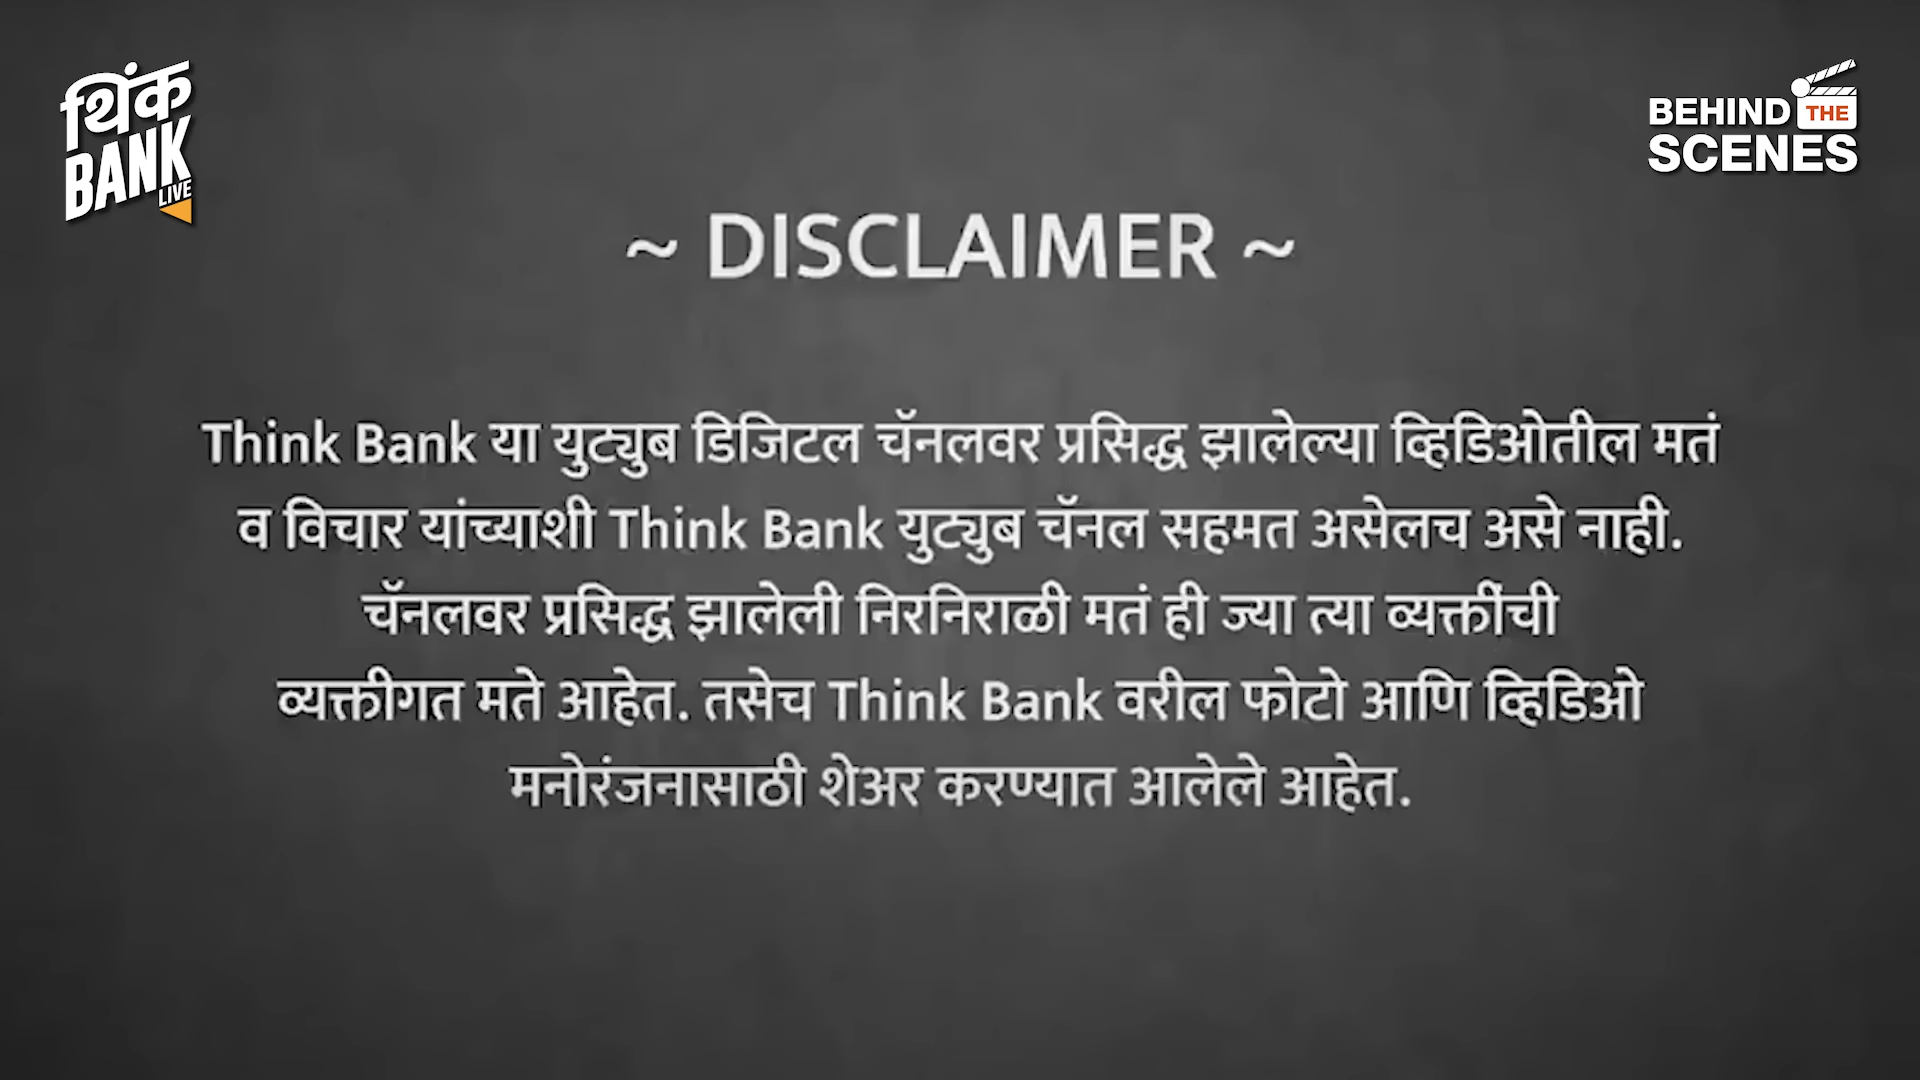 थिंक
BANK
LIVE
BEHIND THE
SCENES
~ DISCLAIMER ~
Think Bank या युट्युब डिजिटल चॅनलवर प्रसिद्ध झालेल्या व्हिडिओतील मतं
व विचार यांच्याशी Think Bank युट्युब चॅनल सहमत असेलच असे नाही.
चॅनलवर प्रसिद्ध झालेली निरनिराळी मतं ही ज्या त्या व्यक्तींची
व्यक्तीगत मते आहेत. तसेच Think Bank वरील फोटो आणि व्हिडिओ
मनोरंजनासाठी शेअर करण्यात आलेले आहेत.